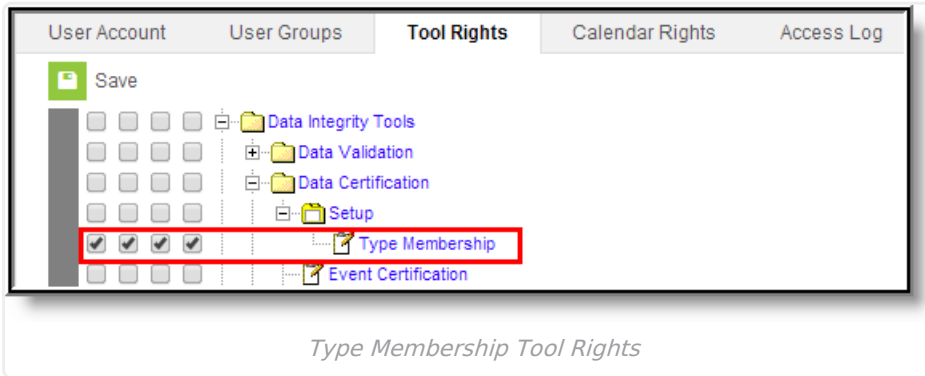 User Account User Groups Tool Rights Calendar Rights Access Log
Save
Data Integrity Tools
Data Validation
Data Certification
Setup
Type Membership
Event Certification
Type Membership Tool Rights